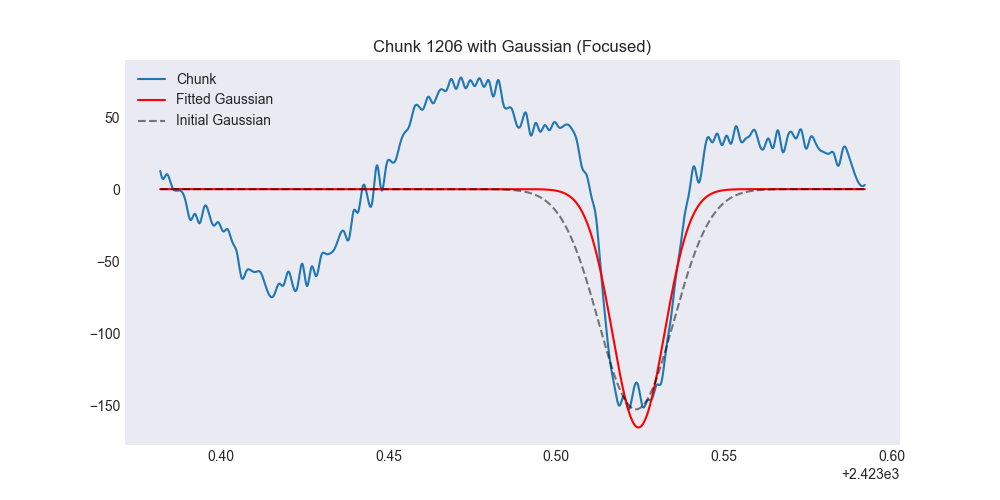 Chunk 1206 with Gaussian (Focused)
Chunk
Fitted Gaussian
Initial Gaussian
50
0
−50
−100
−150
0.40 0.45 0.50 0.55 0.60
+2.423e3